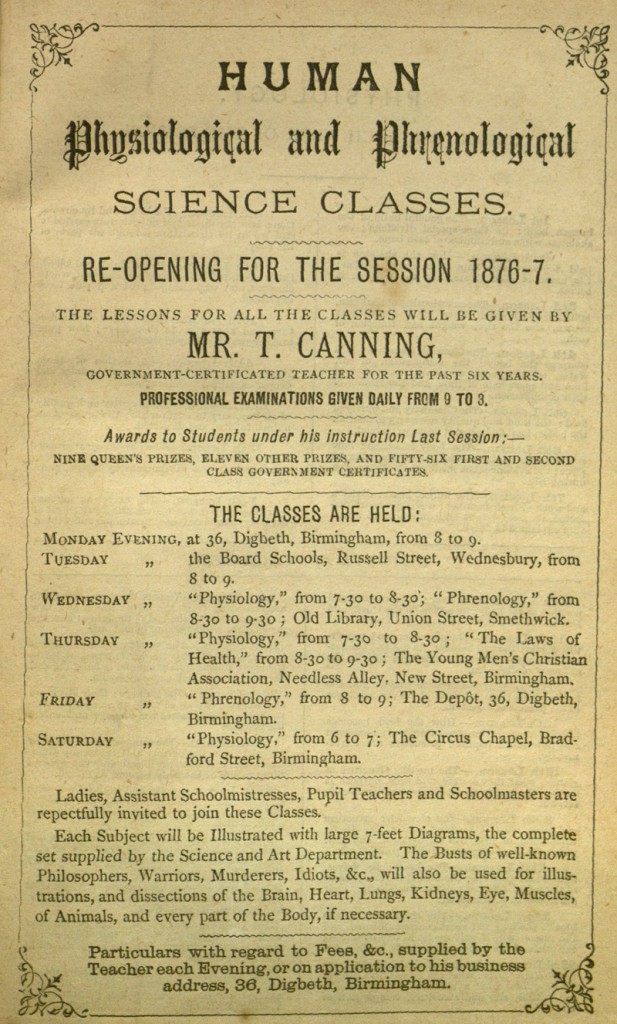 HUMAN
Physiological and Phrenological
SCIENCE CLASSES.
RE-OPENING FOR THE SESSION 1876-7.
THE LESSONS FOR ALL THE CLASSES WILL BE GIVEN BY
MR. T. CANNING,
GOVERNMENT-CERTIFICATED TEACHER FOR THE PAST SIX YEARS.
PROFESSIONAL EXAMINATIONS GIVEN DAILY FROM 9 TO 3.
Awards to Students under his instruction Last Session:—
NINE QUEEN'S PRIZES, ELEVEN OTHER PRIZES, AND FIFTY-SIX FIRST AND SECOND
CLASS GOVERNMENT CERTIFICATES.
THE CLASSES ARE HELD:
MONDAY EVENING, at 36, Digbeth, Birmingham, from 8 to 9.
TUESDAY „ the Board Schools, Russell Street, Wednesbury, from
8 to 9.
WEDNESDAY „ "Physiology," from 7-30 to 8-30; "Phrenology," from
8-30 to 9-30; Old Library, Union Street, Smethwick.
THURSDAY „ "Physiology," from 7-30 to 8-30; "The Laws of
Health," from 8-30 to 9-30; The Young Men's Christian
Association, Needless Alley, New Street, Birmingham.
FRIDAY „ "Phrenology," from 8 to 9; The Depôt, 36, Digbeth,
Birmingham.
SATURDAY „ "Physiology," from 6 to 7; The Circus Chapel, Brad-
ford Street, Birmingham.
Ladies, Assistant Schoolmistresses, Pupil Teachers and Schoolmasters are
repectfully invited to join these Classes.
Each Subject will be Illustrated with large 7-feet Diagrams, the complete
set supplied by the Science and Art Department. The Busts of well-known
Philosophers, Warriors, Murderers, Idiots, &c., will also be used for illus-
trations, and dissections of the Brain, Heart, Lungs, Kidneys, Eye, Muscles,
of Animals, and every part of the Body, if necessary.
Particulars with regard to Fees, &c., supplied by the
Teacher each Evening, or on application to his business
address, 36, Digbeth, Birmingham.